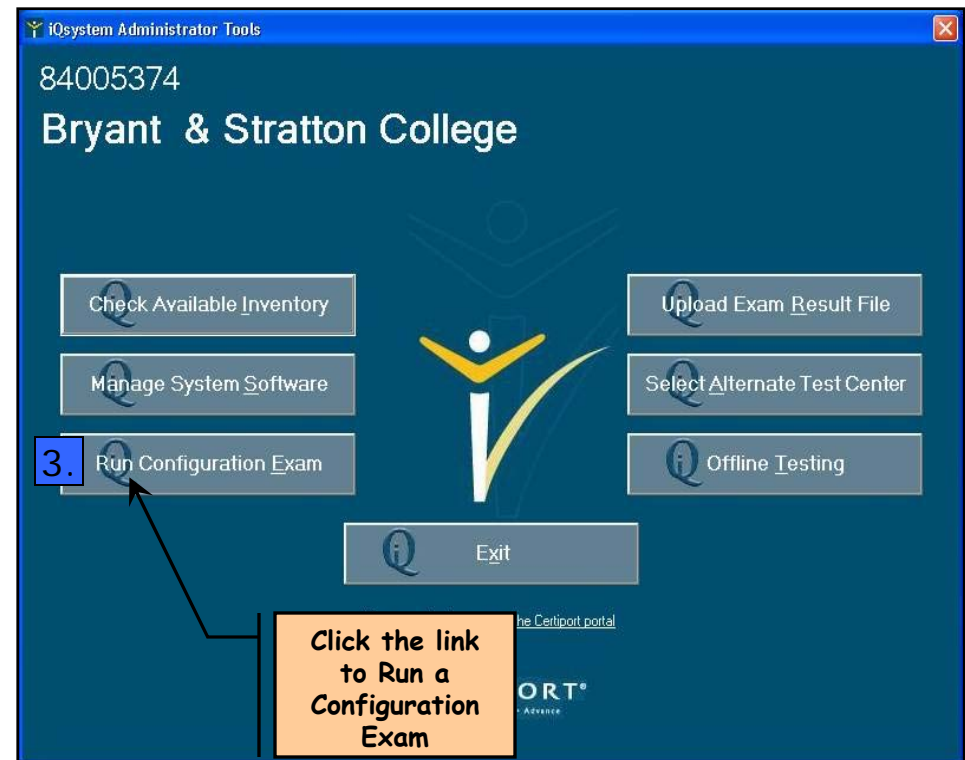 iQsystem Administrator Tools
84005374
Bryant & Stratton College
Check Available Inventory
Upload Exam Result File
Manage System Software
Select Alternate Test Center
3.
Run Configuration Exam
Offline Testing
Exit
he Certiport portal
Click the link
to Run a
Configuration
Exam
ORT®
Advance